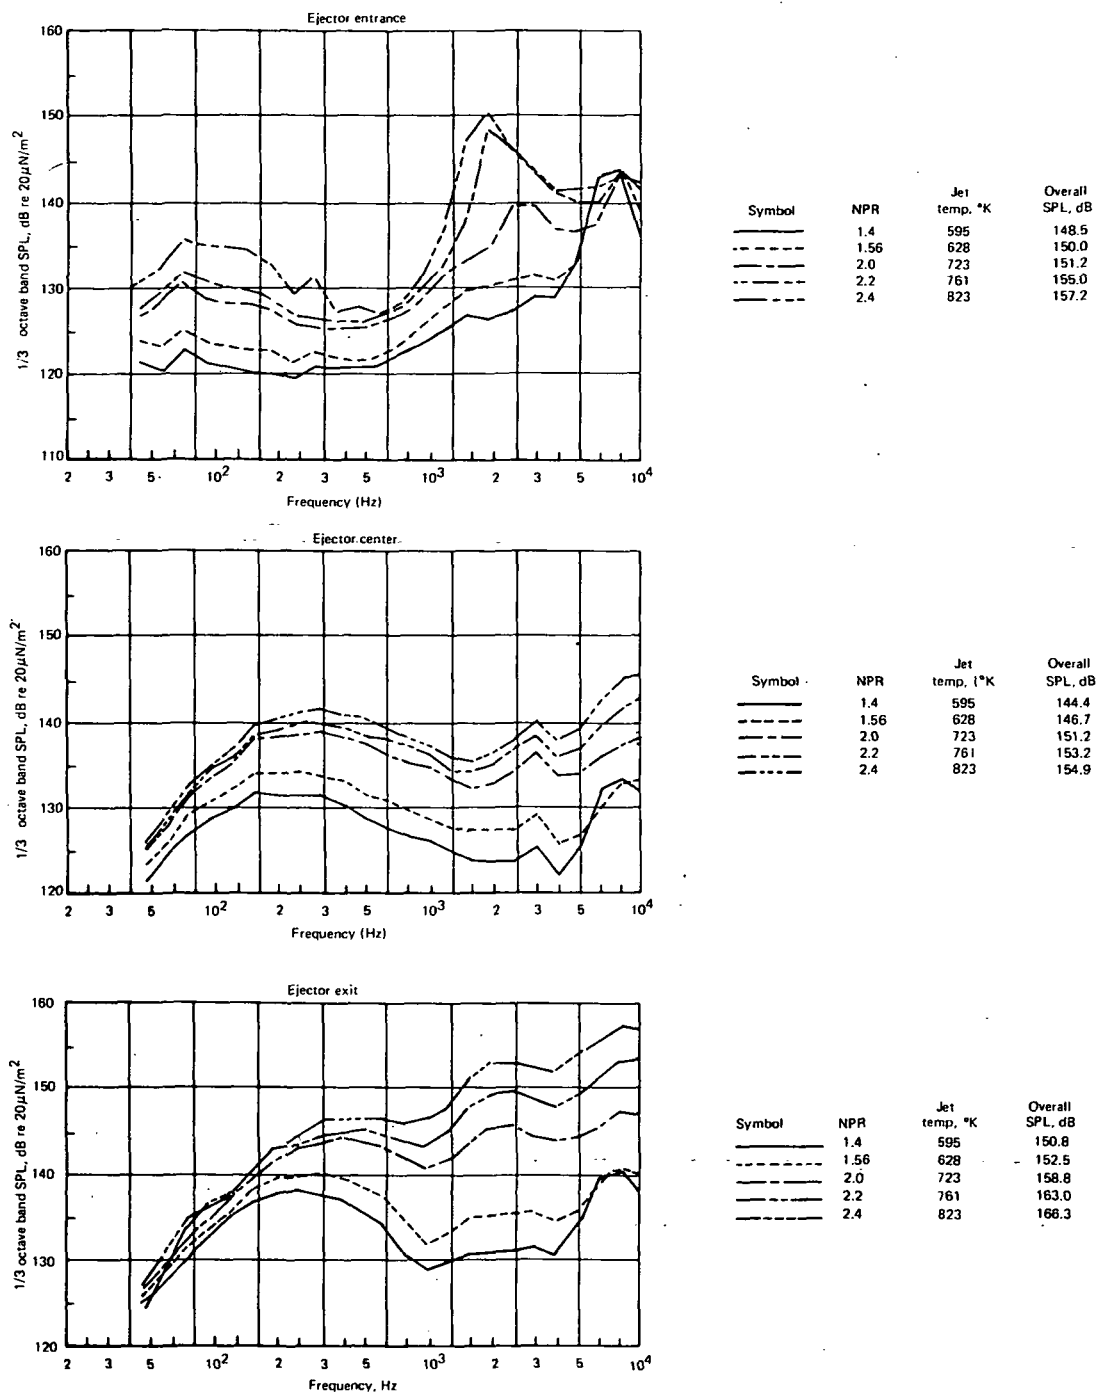 Ejector entrance
160
150
140
130
120
110
1/3 octave band SPL, dB re 20μN/m²
2 3 5 10² 2 3 5 10³ 2 3 5 10⁴
Frequency (Hz)
Symbol NPR Jet temp, °K Overall SPL, dB
1.4 595 148.5
1.56 628 150.0
2.0 723 151.2
2.2 761 155.0
2.4 823 157.2
Ejector center
160
150
140
130
120
1/3 octave band SPL, dB re 20μN/m²
2 3 5 10² 2 3 5 10³ 2 3 5 10⁴
Frequency (Hz)
Symbol NPR Jet temp, (°K Overall SPL, dB
1.4 595 144.4
1.56 628 146.7
2.0 723 151.2
2.2 761 153.2
2.4 823 154.9
Ejector exit
160
150
140
130
120
1/3 octave band SPL, dB re 20μN/m²
2 3 5 10² 2 3 5 10³ 2 3 5 10⁴
Frequency, Hz
Symbol NPR Jet temp, °K Overall SPL, dB
1.4 595 150.8
1.56 628 152.5
2.0 723 158.8
2.2 761 163.0
2.4 823 166.3